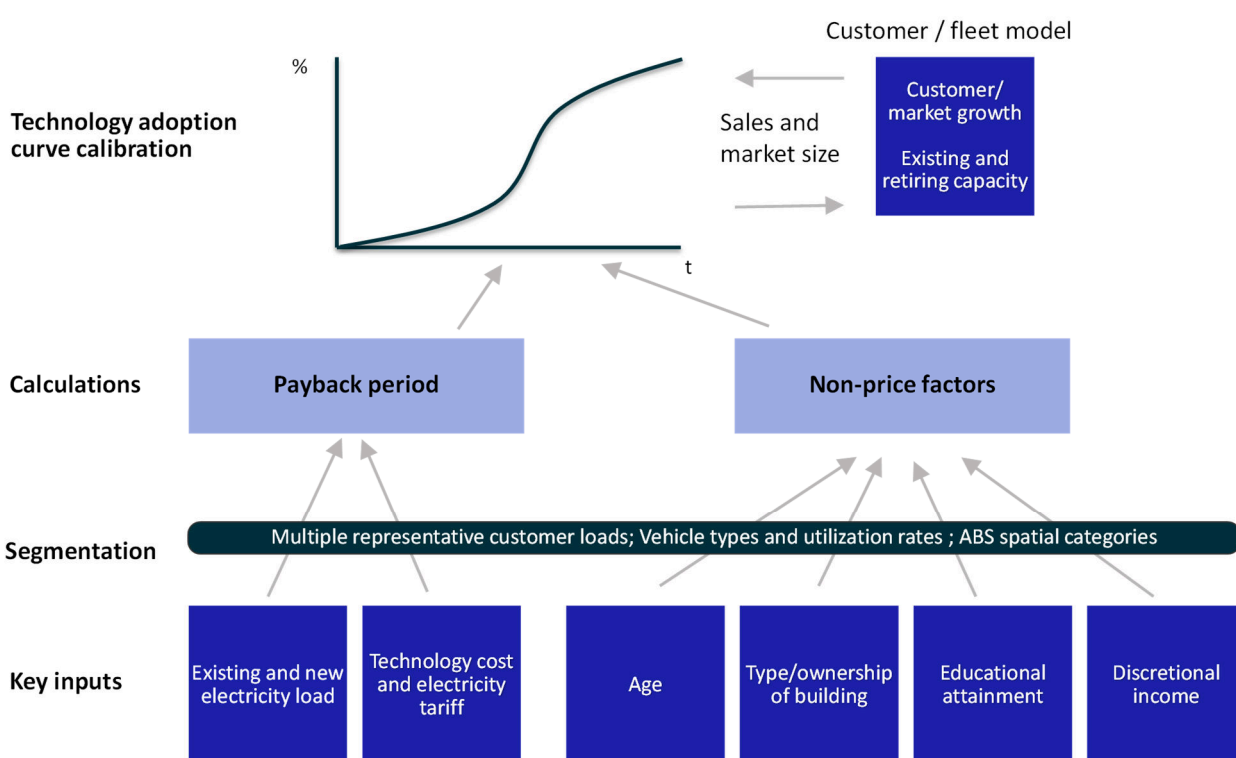 Customer / fleet model
%
Technology adoption
curve calibration
Sales and
market size
Customer/
market growth
Existing and
retiring capacity
t
Calculations
Payback period
Non-price factors
Segmentation
Multiple representative customer loads; Vehicle types and utilization rates ; ABS spatial categories
Key inputs
Existing and new
electricity load
Technology cost
and electricity
tariff
Age
Type/ownership
of building
Educational
attainment
Discretional
income